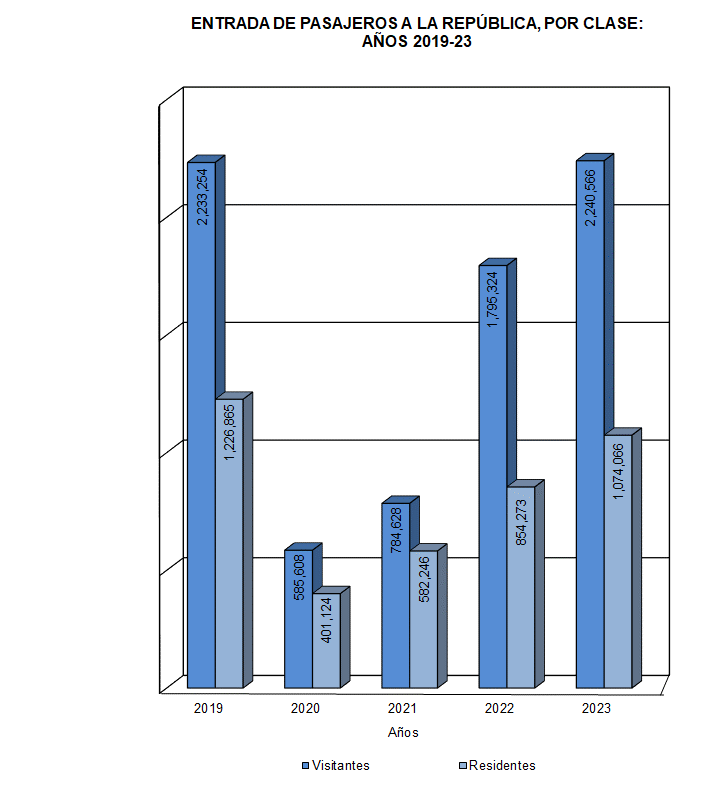 ENTRADA DE PASAJEROS A LA REPÚBLICA, POR CLASE:
AÑOS 2019-23
2,233,254
1,226,865
585,608
401,124
784,628
582,246
1,795,324
854,273
2,240,566
1,074,066
2019 2020 2021 2022 2023
Años
Visitantes Residentes